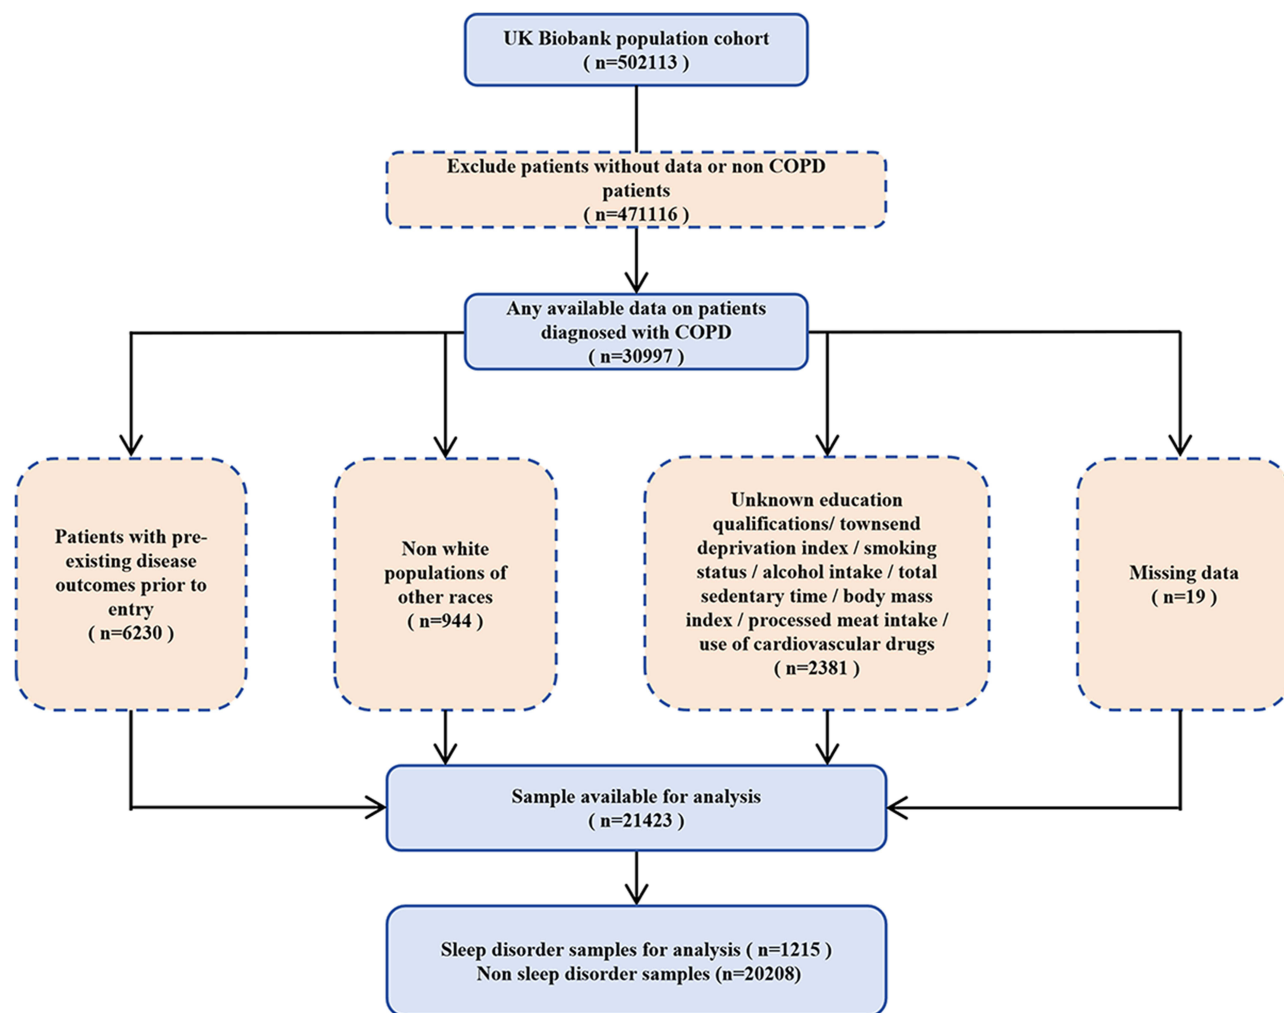 UK Biobank population cohort
( n=502113 )
Exclude patients without data or non COPD
patients
( n=471116 )
Any available data on patients
diagnosed with COPD
( n=30997 )
Patients with pre-
existing disease
outcomes prior to
entry
( n=6230 )
Non white
populations of
other races
( n=944 )
Unknown education
qualifications/ townsend
deprivation index / smoking
status / alcohol intake / total
sedentary time / body mass
index / processed meat intake /
use of cardiovascular drugs
( n=2381 )
Missing data
( n=19 )
Sample available for analysis
( n=21423 )
Sleep disorder samples for analysis ( n=1215 )
Non sleep disorder samples (n=20208)